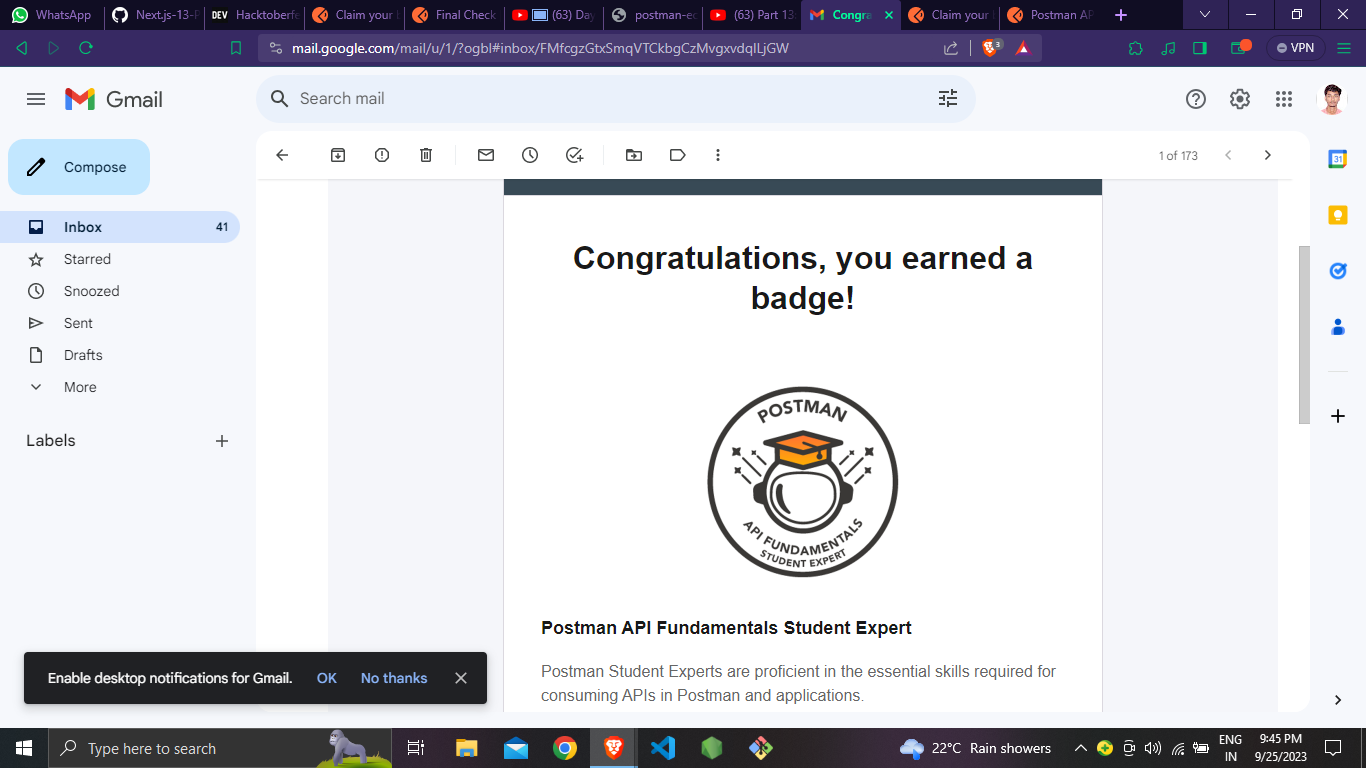 WhatsApp
Next.js-13-P
DEV
Hacktoberfe
Claim your b
Final Check
(63) Day
postman-ed
(63) Part 13:
Congra
Claim your b
Postman AP
mail.google.com/mail/u/1/?ogbl#inbox/FMfcgzGtxSmqVTCkbgCzMvgxvdqlLjGW
3
VPN
Gmail
Search mail
Compose
1 of 173
31
Inbox 41
Starred
Snoozed
Sent
Drafts
More
Labels
Congratulations, you earned a
badge!
POSTMAN
API FUNDAMENTALS
STUDENT EXPERT
Postman API Fundamentals Student Expert
Postman Student Experts are proficient in the essential skills required for
consuming APIs in Postman and applications.
Enable desktop notifications for Gmail. OK No thanks
Type here to search
22°C Rain showers
ENG
IN
9:45 PM
9/25/2023